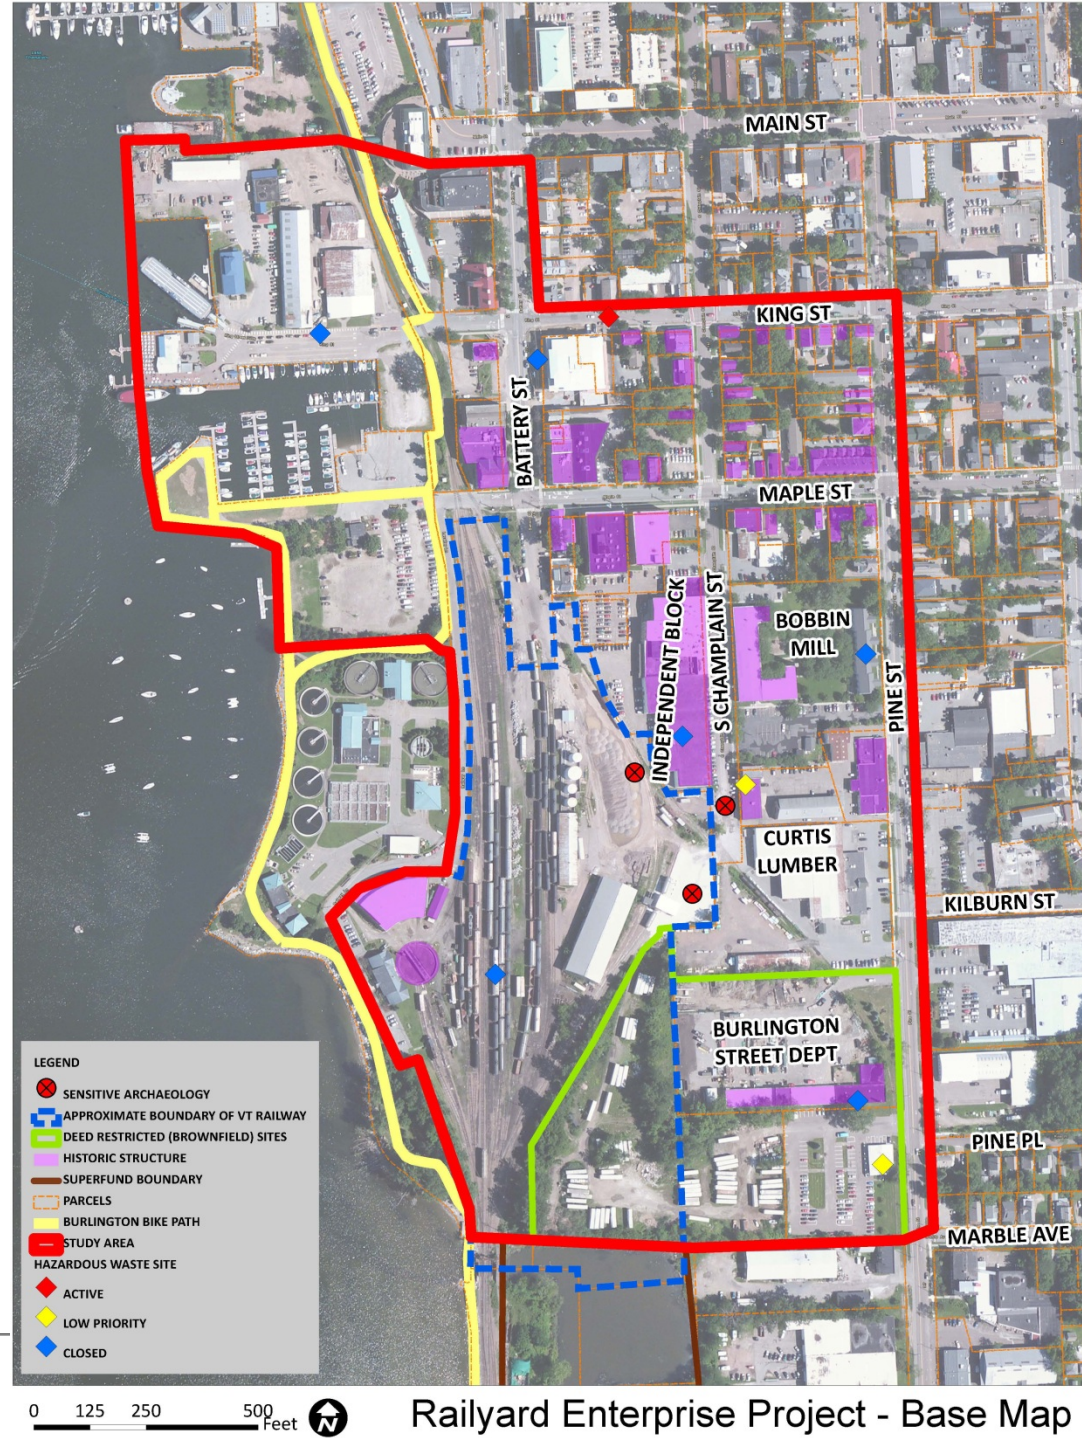 MAIN ST
KING ST
BATTERY ST
MAPLE ST
INDEPENDENT BLOCK
S CHAMPLAIN ST
BOBBIN
MILL
PINE ST
CURTIS
LUMBER
KILBURN ST
BURLINGTON
STREET DEPT
PINE PL
MARBLE AVE
LEGEND
SENSITIVE ARCHAEOLOGY
APPROXIMATE BOUNDARY OF VT RAILWAY
DEED RESTRICTED (BROWNFIELD) SITES
HISTORIC STRUCTURE
SUPERFUND BOUNDARY
PARCELS
BURLINGTON BIKE PATH
STUDY AREA
HAZARDOUS WASTE SITE
ACTIVE
LOW PRIORITY
CLOSED
0 125 250 500
Feet
N
Railyard Enterprise Project - Base Map